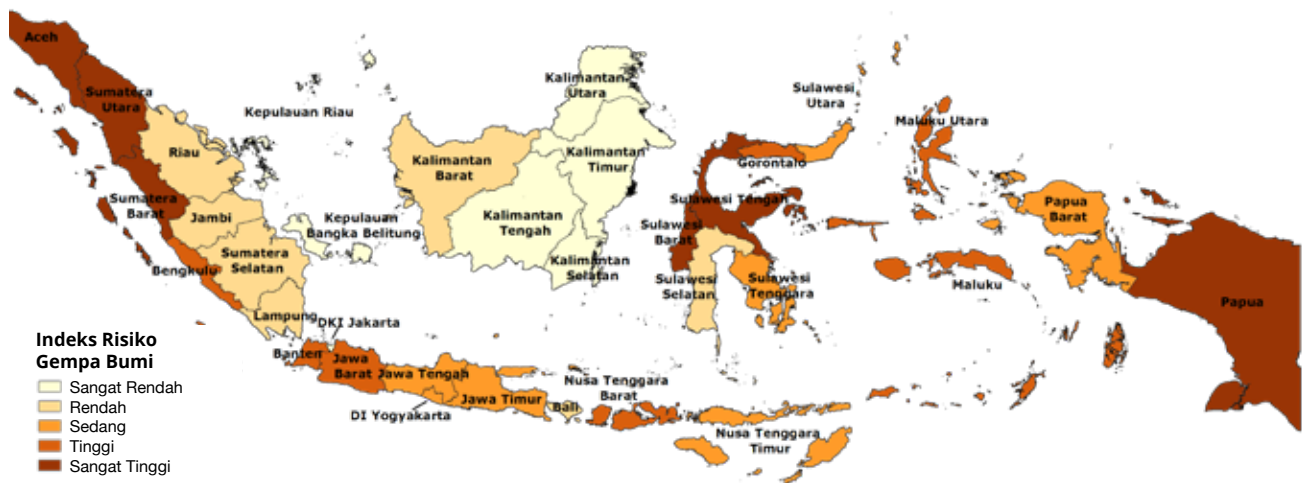 Aceh
Sumatera
Utara
Kepulauan Riau
Riau
Sumatera
Barat
Jambi
Kepulauan
Bangka Belitung
Sumatera
Selatan
Bengkulu
Lampung
DKI Jakarta
Banten
Jawa
Barat
Jawa Tengah
DI Yogyakarta
Jawa Timur
Bali
Nusa Tenggara
Barat
Nusa Tenggara
Timur
Kalimantan
Utara
Kalimantan
Barat
Kalimantan
Timur
Kalimantan
Tengah
Kalimantan
Selatan
Sulawesi
Utara
Gorontalo
Sulawesi Tengah
Sulawesi
Barat
Sulawesi
Selatan
Sulawesi
Tenggara
Maluku Utara
Maluku
Papua
Barat
Papua
Indeks Risiko
Gempa Bumi
Sangat Rendah
Rendah
Sedang
Tinggi
Sangat Tinggi